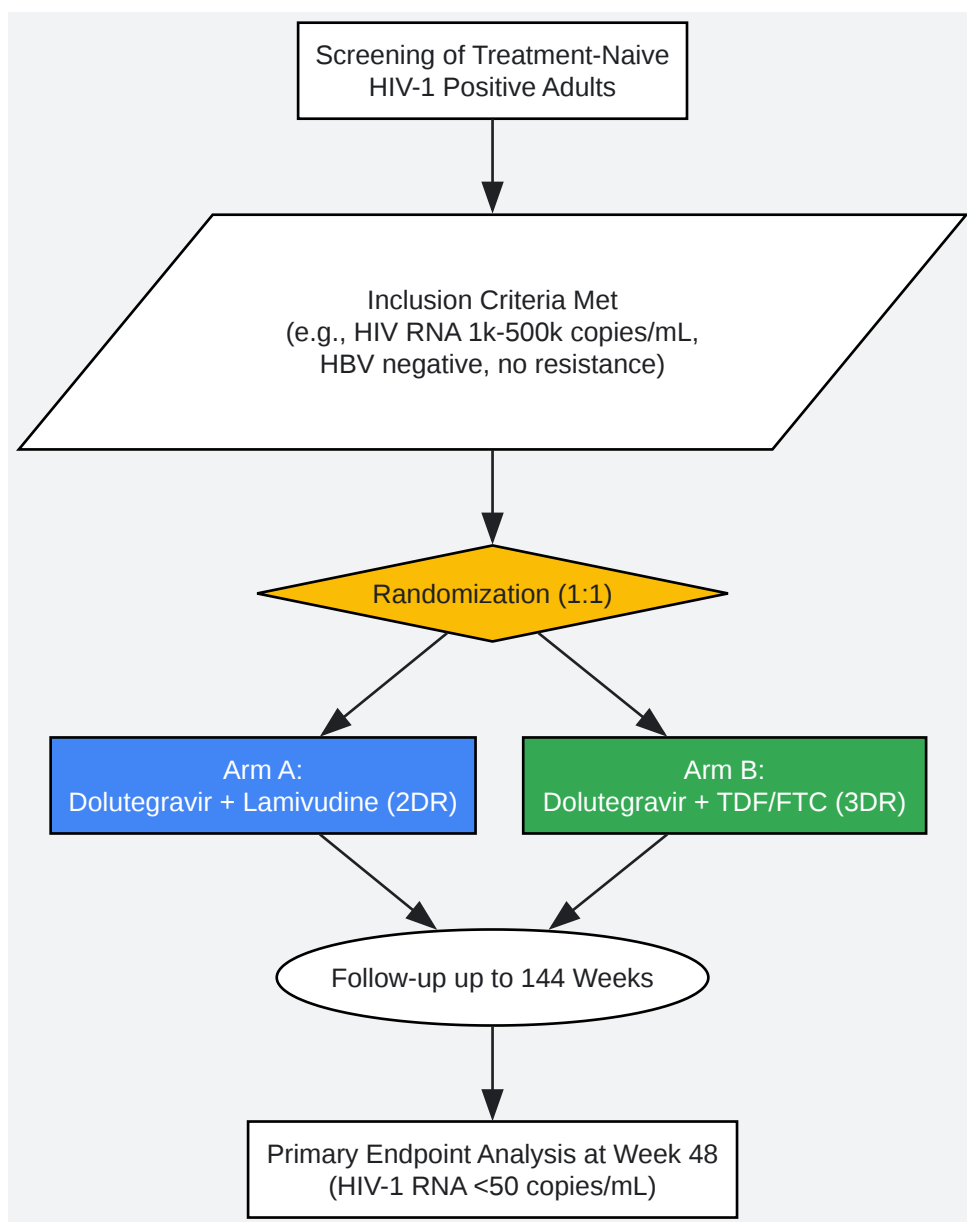 Screening of Treatment-Naive
HIV-1 Positive Adults
Inclusion Criteria Met
(e.g., HIV RNA 1k-500k copies/mL,
HBV negative, no resistance)
Randomization (1:1)
Arm A:
Dolutegravir + Lamivudine (2DR)
Arm B:
Dolutegravir + TDF/FTC (3DR)
Follow-up up to 144 Weeks
Primary Endpoint Analysis at Week 48
(HIV-1 RNA <50 copies/mL)